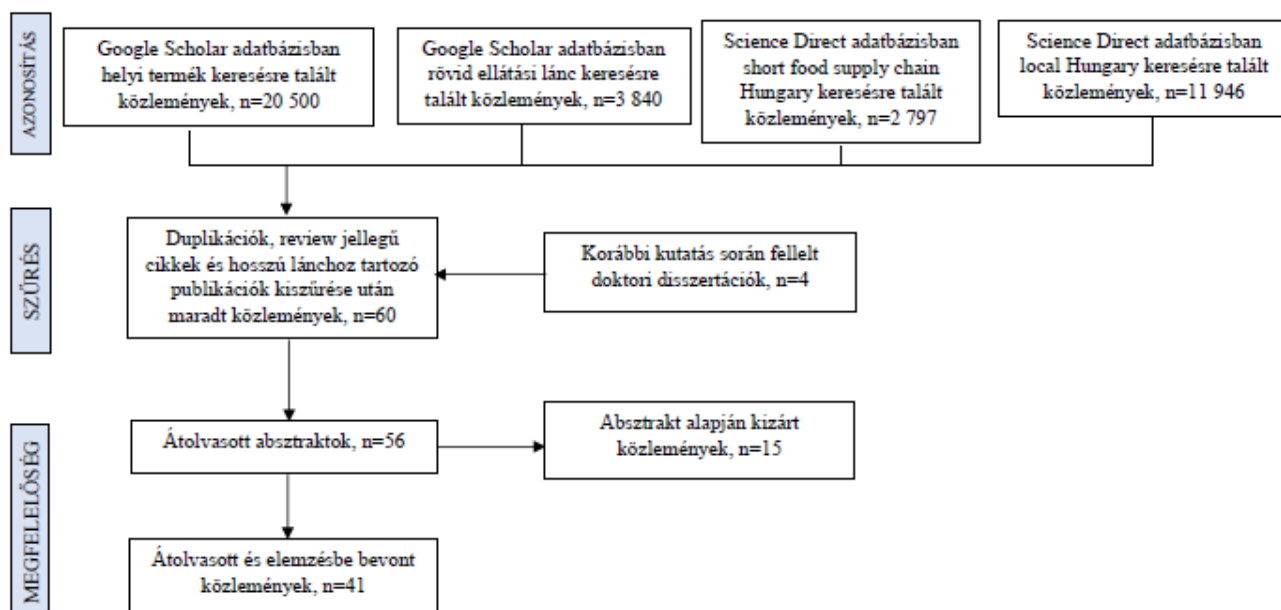 AZONOSÍTÁS
Google Scholar adatbázisban
helyi termék keresésre talált
közlemények, n=20 500
Google Scholar adatbázisban
rövid ellátási lánc keresésre
talált közlemények, n=3 840
Science Direct adatbázisban
short food supply chain
Hungary keresésre talált
közlemények, n=2 797
Science Direct adatbázisban
local Hungary keresésre talált
közlemények, n=11 946
SZŰRÉS
Duplikációk, review jellegű
cikkek és hosszú lánchoz tartozó
publikációk kiszűrése után
maradt közlemények, n=60
Korábbi kutatás során fellelt
doktori disszertációk, n=4
MEGFELELŐSÉG
Átolvasott absztraktok, n=56
Absztrakt alapján kizárt
közlemények, n=15
Átolvasott és elemzésbe bevont
közlemények, n=41